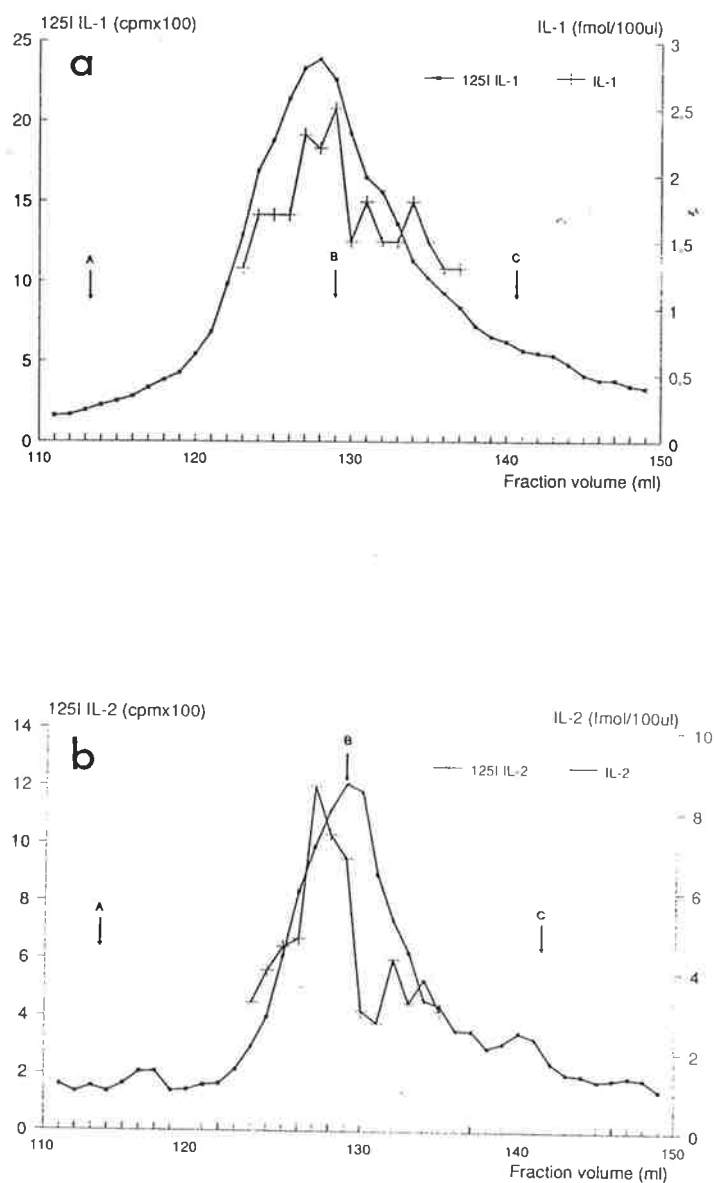 125I IL-1 (cpmx100)
IL-1 (fmol/100ul)
a
125I IL-1
IL-1
25
20
15
10
5
0
3
2.5
2
1.5
1
0.5
0
A
B
C
110
120
130
140
150
Fraction volume (ml)
125I IL-2 (cpmx100)
IL-2 (fmol/100ul)
b
125I IL-2
IL-2
14
12
10
8
6
4
2
0
10
8
6
4
2
0
A
B
C
110
120
130
140
150
Fraction volume (ml)